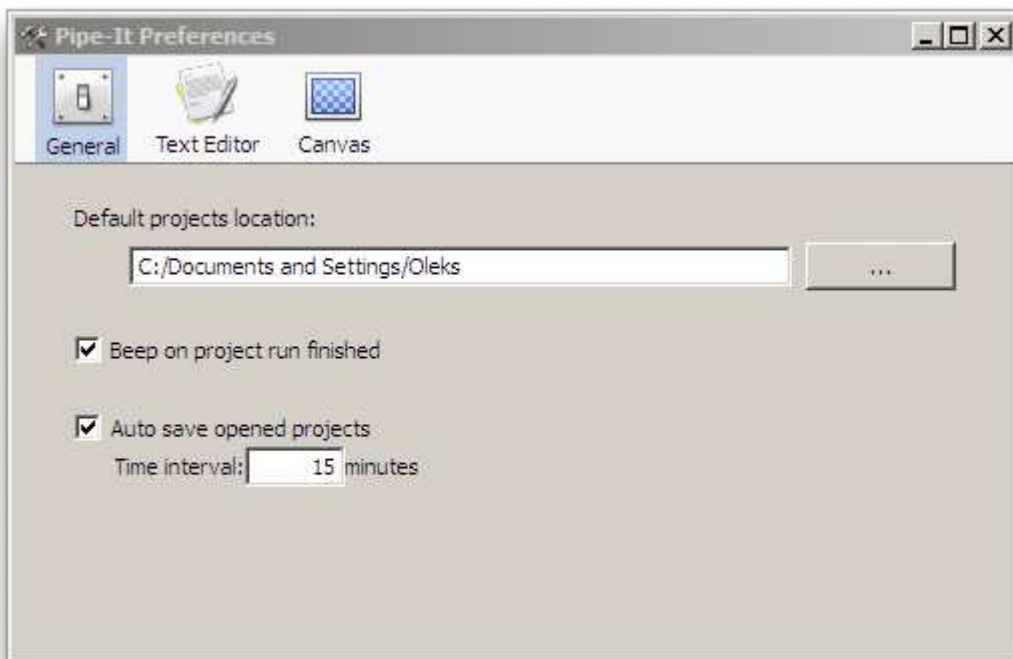 Pipe-It Preferences
General Text Editor Canvas
Default projects location:
C:/Documents and Settings/Oleks ...
Beep on project run finished
Auto save opened projects
Time interval: 15 minutes